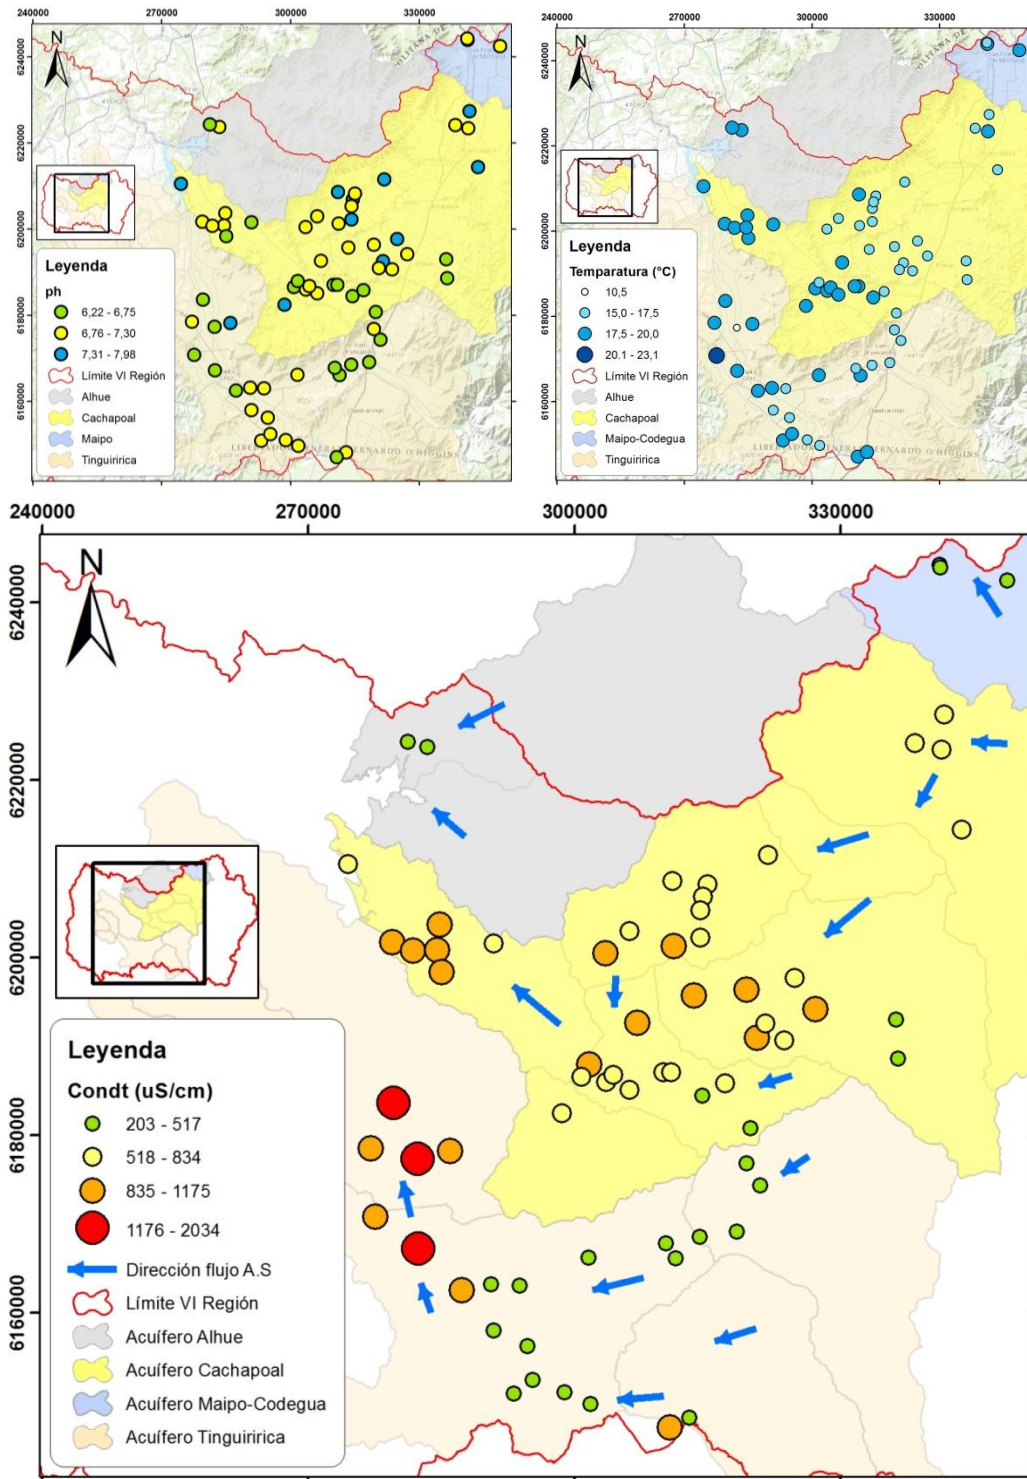 240000 270000 300000 330000
6240000
6220000
6200000
6180000
6160000
N
Leyenda
ph
6,22 - 6,75
6,76 - 7,30
7,31 - 7,98
Límite VI Región
Alhue
Cachapoal
Maipo
Tinguiririca
240000 270000 300000 330000
6240000
6220000
6200000
6180000
6160000
N
Leyenda
Temparatura (°C)
10,5
15,0 - 17,5
17,5 - 20,0
20.1 - 23,1
Límite VI Región
Alhue
Cachapoal
Maipo-Codegua
Tinguiririca
LIBERTADOR GENERAL BERNARDO O'HIGGINS
240000 270000 300000 330000
6240000
6220000
6200000
6180000
6160000
N
Leyenda
Condt (uS/cm)
203 - 517
518 - 834
835 - 1175
1176 - 2034
Dirección flujo A.S
Límite VI Región
Acuífero Alhue
Acuífero Cachapoal
Acuífero Maipo-Codegua
Acuífero Tinguiririca